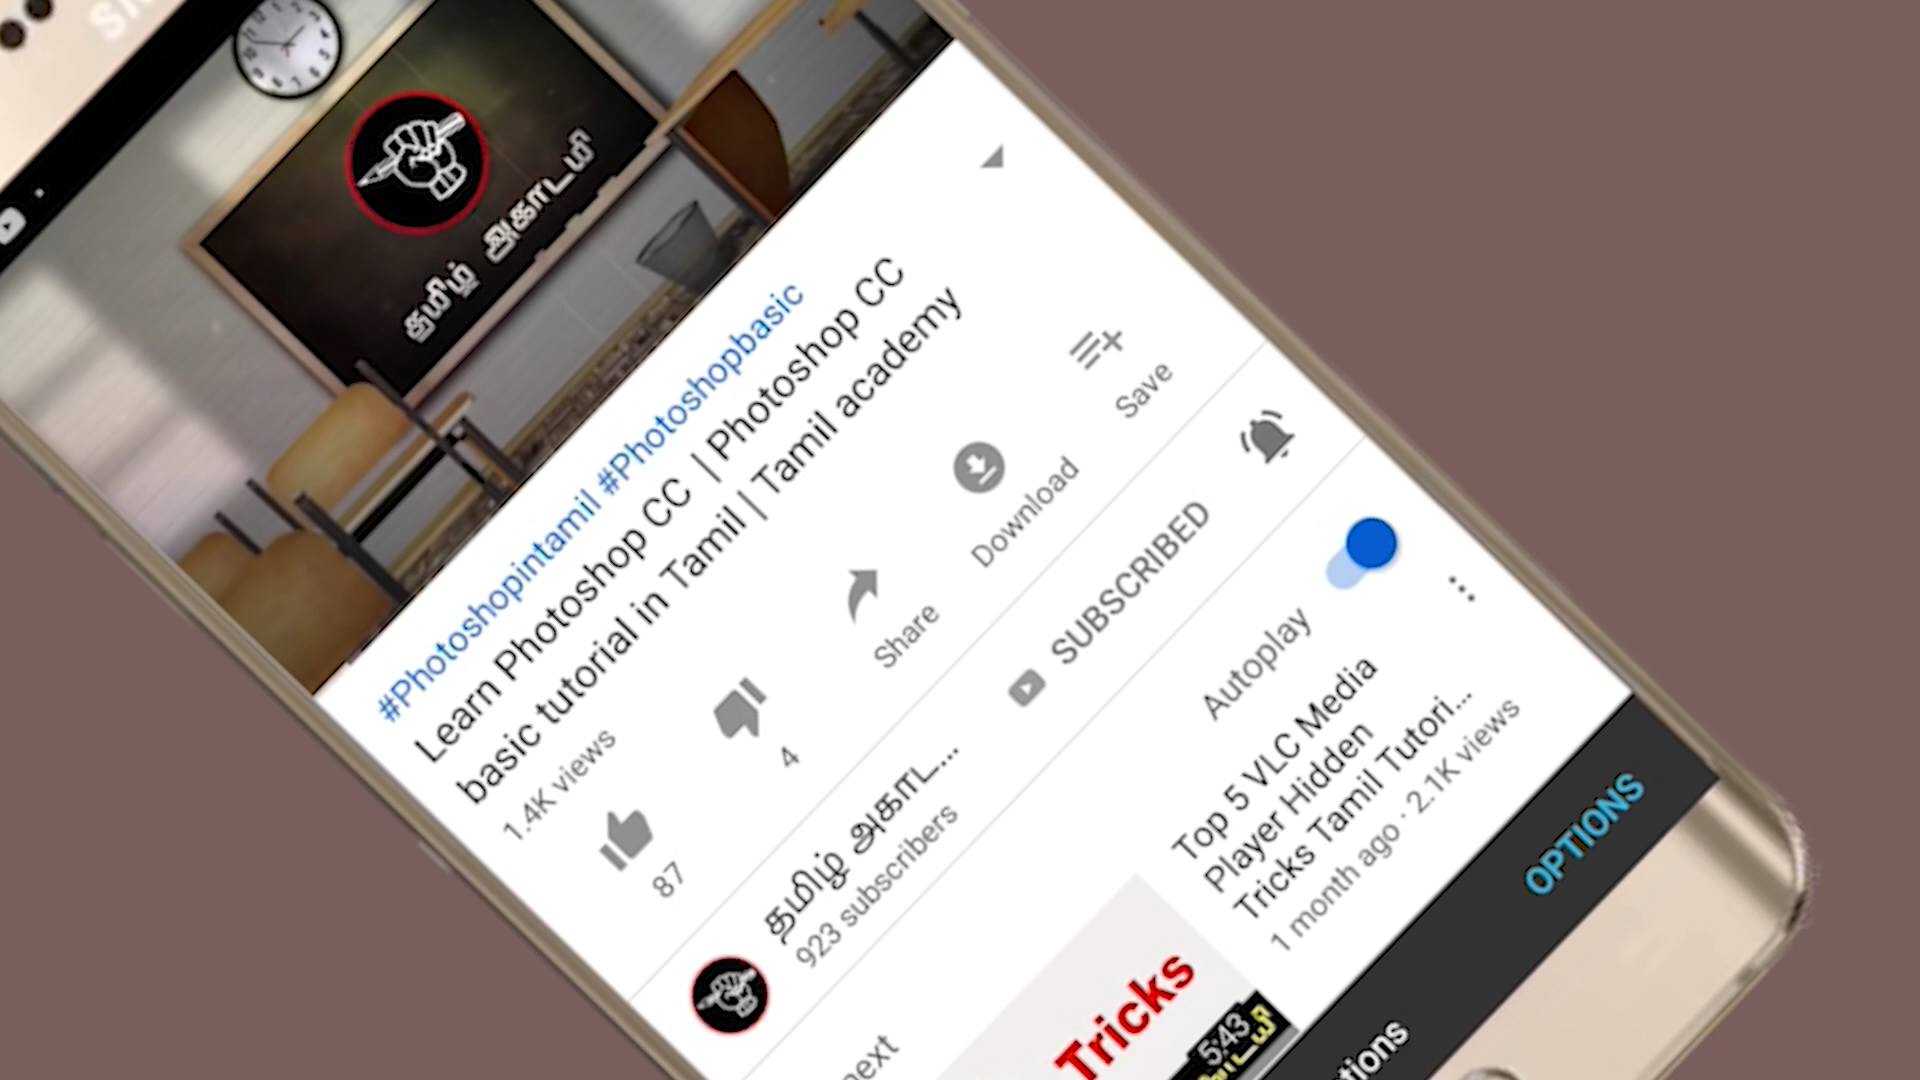 தமிழ் அகாடமி
#Photoshopintamil #Photoshopbasic
Learn Photoshop CC | Photoshop CC
basic tutorial in Tamil | Tamil academy
1.4K views
87
4
Share
Download
Save
தமிழ் அகாட...
923 subscribers
SUBSCRIBED
next
Autoplay
Top 5 VLC Media
Player Hidden
Tricks Tamil Tutori...
1 month ago · 2.1K views
Tricks
5:43
OPTIONS